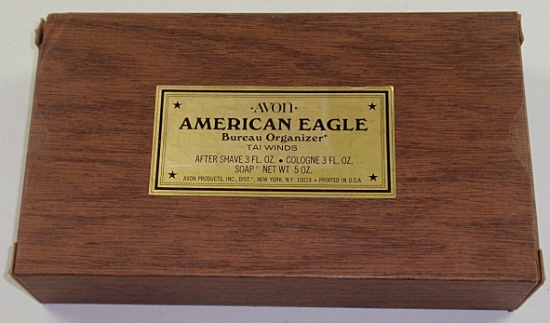 ·AVON·
AMERICAN EAGLE
Bureau Organizer*
TAI WINDS
AFTER SHAVE 3 FL. OZ. • COLOGNE 3 FL. OZ.
SOAP° NET WT. 5 OZ.
AVON PRODUCTS, INC., DIST.*, NEW YORK, N.Y. 10019 • PRINTED IN U.S.A.